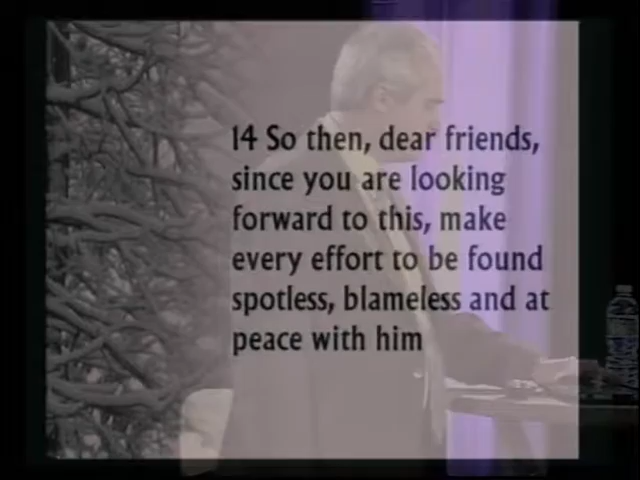 14 So then, dear friends,
since you are looking
forward to this, make
every effort to be found
spotless, blameless and at
peace with him